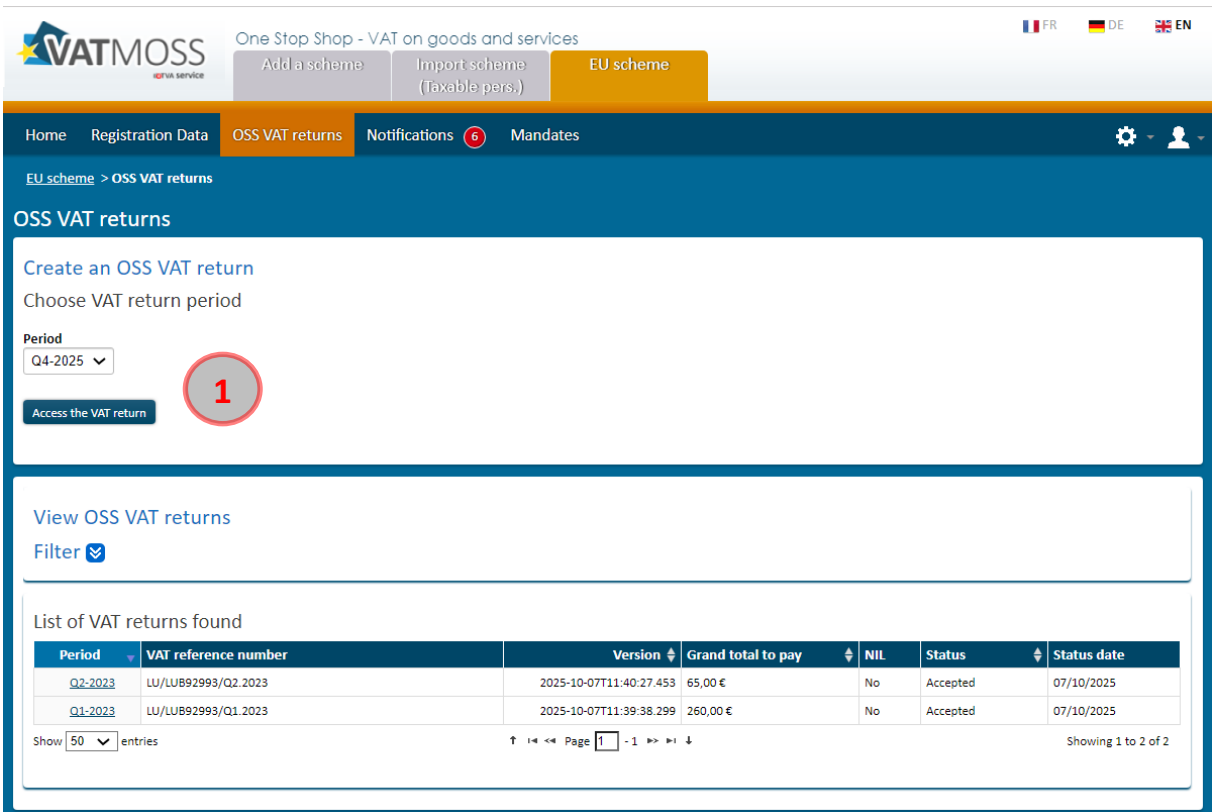 VATMOSS
One Stop Shop - VAT on goods and services
FR DE EN
Add a scheme
Import scheme
(Taxable pers.)
EU scheme
Home Registration Data OSS VAT returns Notifications 6 Mandates
EU scheme > OSS VAT returns
OSS VAT returns
Create an OSS VAT return
Choose VAT return period
Period
Q4-2025
1
Access the VAT return
View OSS VAT returns
Filter
List of VAT returns found
Period VAT reference number Version Grand total to pay NIL Status Status date
Q2-2023 LU/LUB92993/Q2.2023 2025-10-07T11:40:27.453 65,00 € No Accepted 07/10/2025
Q1-2023 LU/LUB92993/Q1.2023 2025-10-07T11:39:38.299 260,00 € No Accepted 07/10/2025
Show 50 entries Page 1 - 1 Showing 1 to 2 of 2